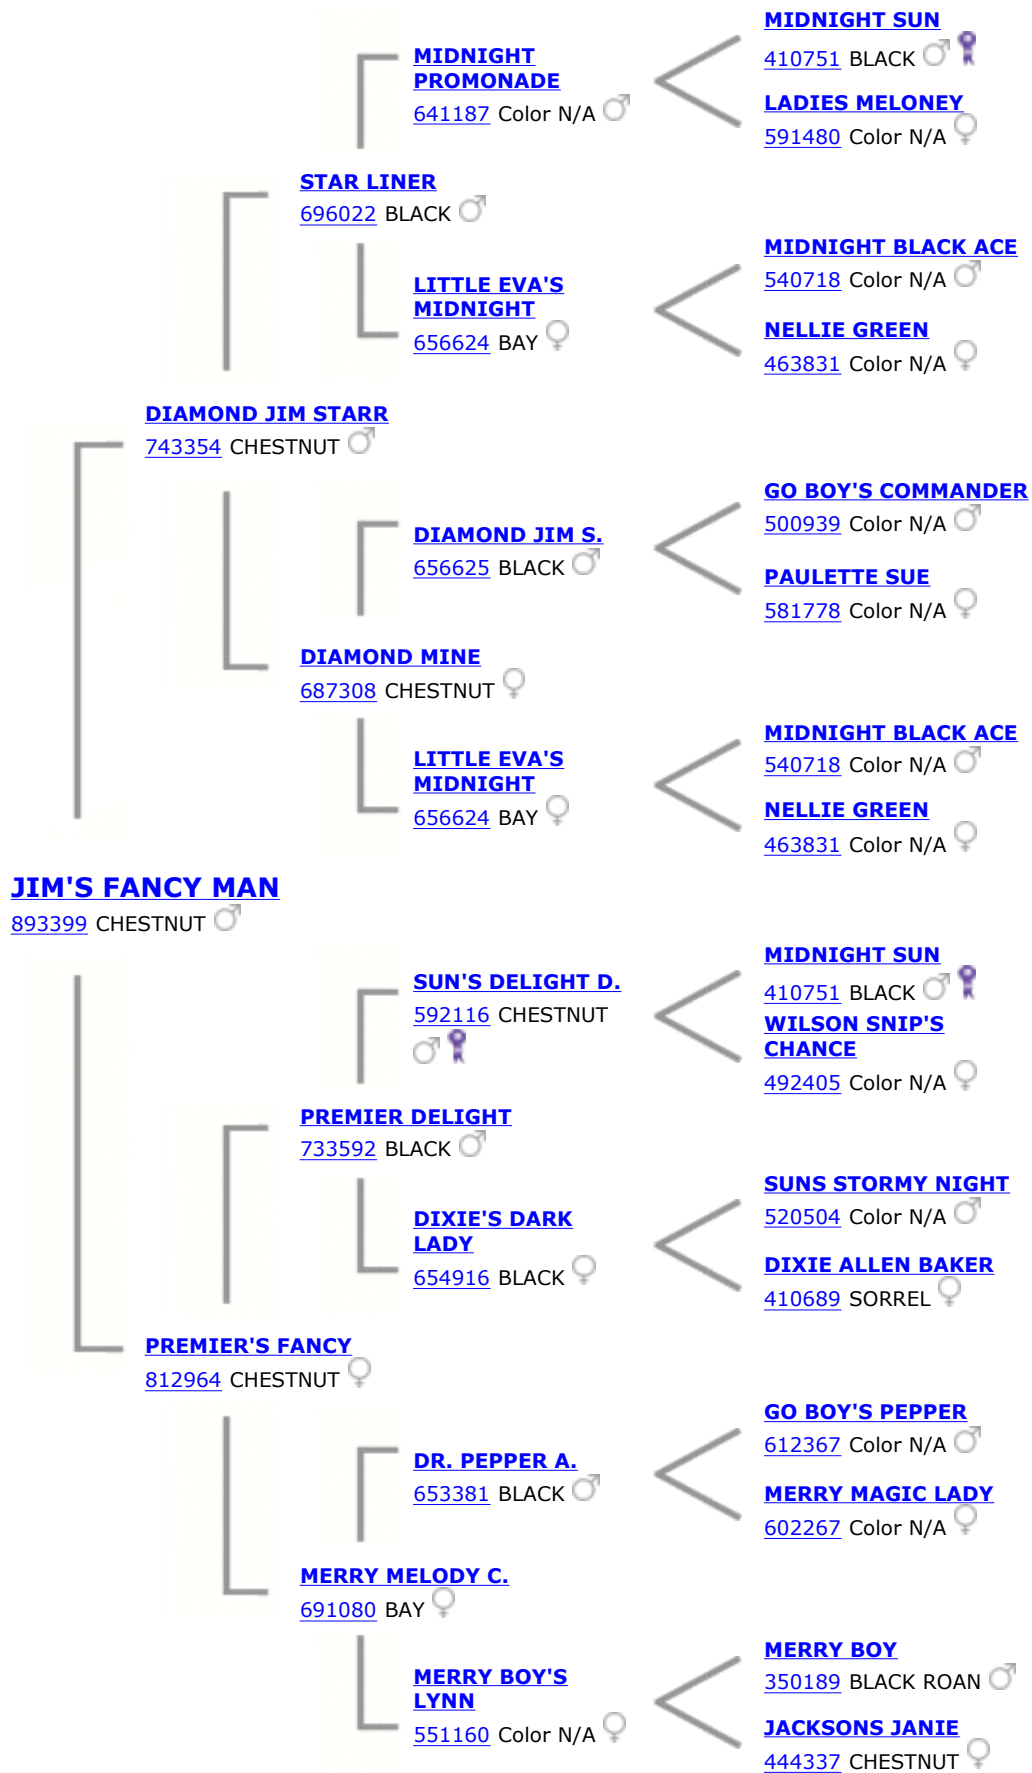 MIDNIGHT SUN
410751 BLACK
MIDNIGHT
PROMONADE
641187 Color N/A
LADIES MELONEY
591480 Color N/A
STAR LINER
696022 BLACK
MIDNIGHT BLACK ACE
540718 Color N/A
LITTLE EVA'S
MIDNIGHT
656624 BAY
NELLIE GREEN
463831 Color N/A
DIAMOND JIM STARR
743354 CHESTNUT
GO BOY'S COMMANDER
500939 Color N/A
DIAMOND JIM S.
656625 BLACK
PAULETTE SUE
581778 Color N/A
DIAMOND MINE
687308 CHESTNUT
MIDNIGHT BLACK ACE
540718 Color N/A
LITTLE EVA'S
MIDNIGHT
656624 BAY
NELLIE GREEN
463831 Color N/A
JIM'S FANCY MAN
893399 CHESTNUT
MIDNIGHT SUN
410751 BLACK
SUN'S DELIGHT D.
592116 CHESTNUT
WILSON SNIP'S
CHANCE
492405 Color N/A
PREMIER DELIGHT
733592 BLACK
SUNS STORMY NIGHT
520504 Color N/A
DIXIE'S DARK
LADY
654916 BLACK
DIXIE ALLEN BAKER
410689 SORREL
PREMIER'S FANCY
812964 CHESTNUT
GO BOY'S PEPPER
612367 Color N/A
DR. PEPPER A.
653381 BLACK
MERRY MAGIC LADY
602267 Color N/A
MERRY MELODY C.
691080 BAY
MERRY BOY
350189 BLACK ROAN
MERRY BOY'S
LYNN
551160 Color N/A
JACKSONS JANIE
444337 CHESTNUT